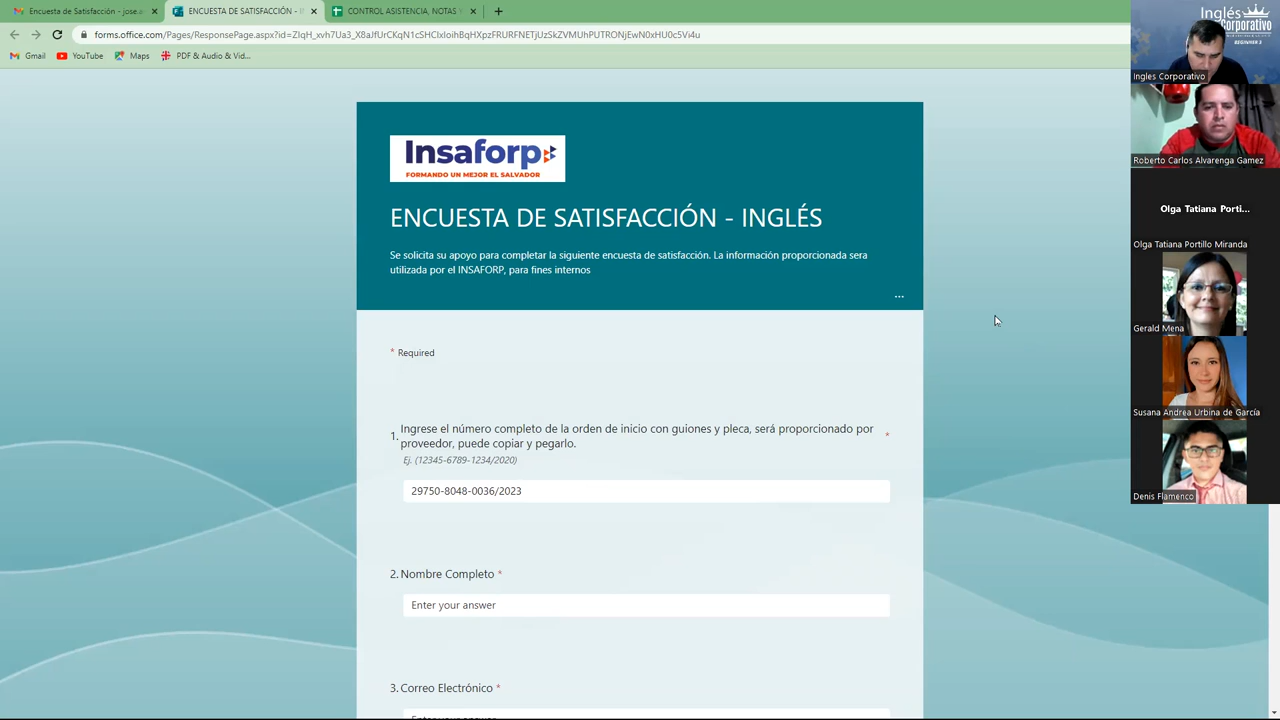 Encuesta de Satisfacción - jose.a
ENCUESTA DE SATISFACCIÓN - I
CONTROL ASISTENCIA, NOTAS Y
forms.office.com/Pages/ResponsePage.aspx?id=
Gmail
YouTube
Maps
PDF & Audio & Vid...
Insaforp
FORMANDO UN MEJOR EL SALVADOR
ENCUESTA DE SATISFACCIÓN - INGLÉS
Se solicita su apoyo para completar la siguiente encuesta de satisfacción. La información proporcionada sera
utilizada por el INSAFORP, para fines internos
...
* Required
1. Ingrese el número completo de la orden de inicio con guiones y pleca, será proporcionado por *
proveedor, puede copiar y pegarlo.
Ej. (12345-6789-1234/2020)
29750-8048-0036/2023
2. Nombre Completo *
Enter your answer
3. Correo Electrónico *
Enter your answer
Inglés
Corporativo
BEGINNER 2
Ingles Corporativo
Roberto Carlos Alvarenga Gamez
Olga Tatiana Porti...
Olga Tatiana Portillo Miranda
Gerald Mena
Susana Andrea Urbina de García
Denis Flamenco